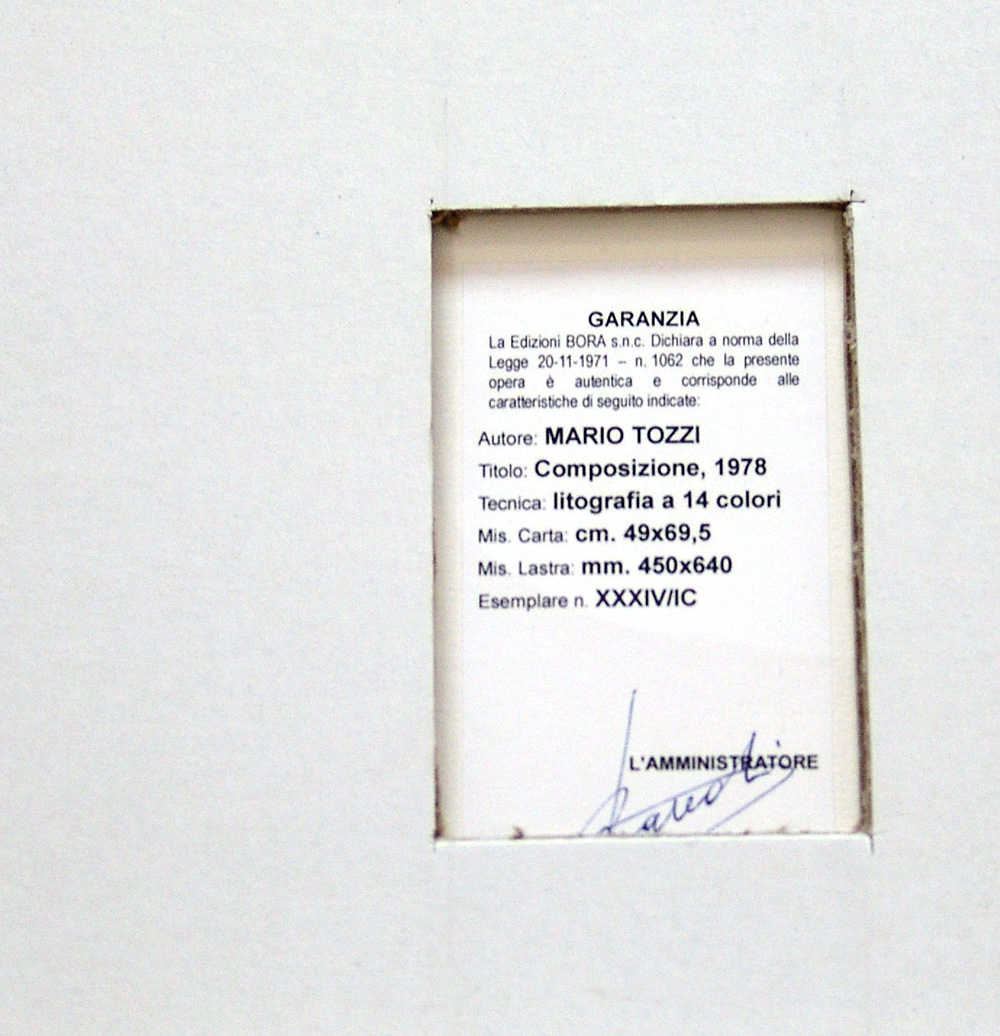 GARANZIA
La Edizioni BORA s.n.c. Dichiara a norma della
Legge 20-11-1971 – n. 1062 che la presente
opera è autentica e corrisponde alle
caratteristiche di seguito indicate:
Autore: MARIO TOZZI
Titolo: Composizione, 1978
Tecnica: litografia a 14 colori
Mis. Carta: cm. 49x69,5
Mis. Lastra: mm. 450x640
Esemplare n. XXXIV/IC
L'AMMINISTRATORE